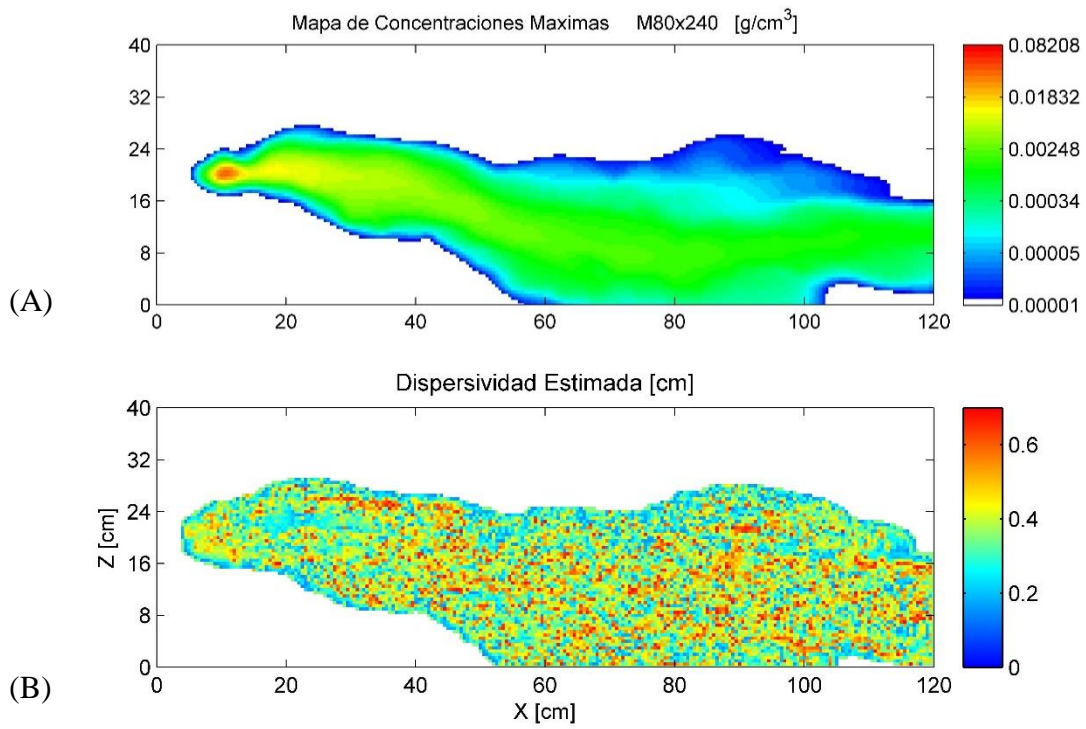 Mapa de Concentraciones Maximas M80x240 [g/cm³]
40
32
24
16
8
0
0 20 40 60 80 100 120
0.08208
0.01832
0.00248
0.00034
0.00005
0.00001
(A)
Dispersividad Estimada [cm]
Z [cm]
40
32
24
16
8
0
0 20 40 60 80 100 120
X [cm]
0.6
0.4
0.2
0
(B)